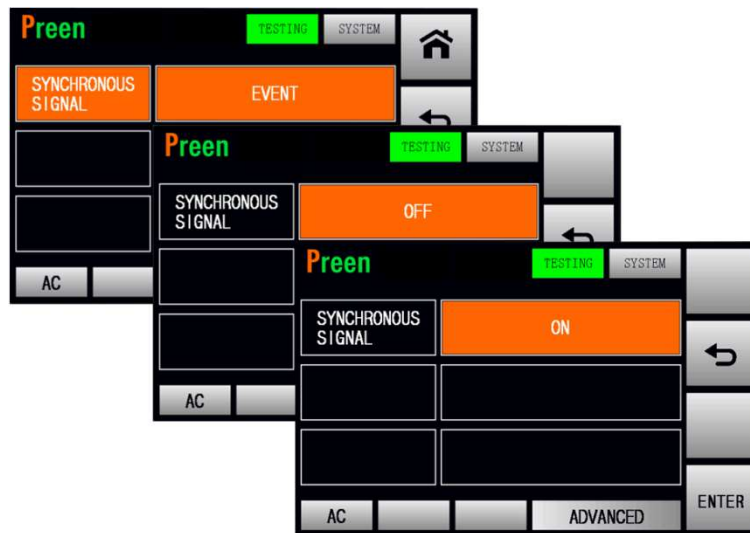 Preen
TESTING SYSTEM
SYNCHRONOUS
SIGNAL
EVENT
AC
Preen
TESTING SYSTEM
SYNCHRONOUS
SIGNAL
OFF
AC
Preen
TESTING SYSTEM
SYNCHRONOUS
SIGNAL
ON
AC ADVANCED ENTER